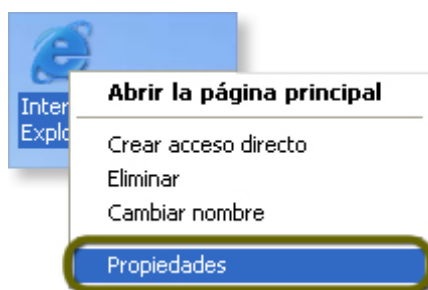 Abrir la página principal
Inter
Explo
Crear acceso directo
Eliminar
Cambiar nombre
Propiedades